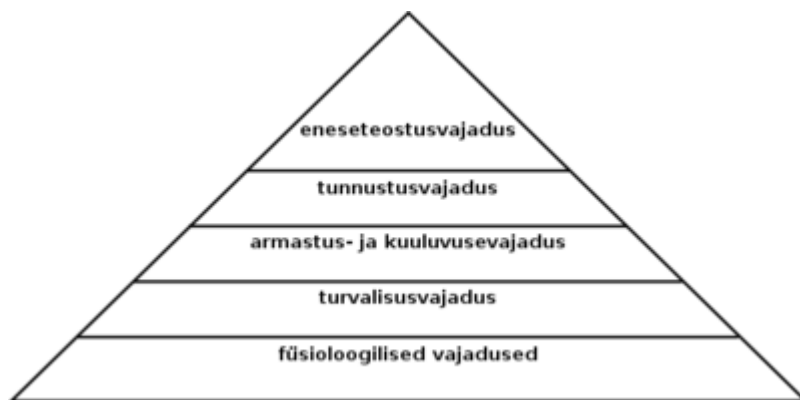 eneseteostusvajadus
tunnustusvajadus
armastus- ja kuuluvusevajadus
turvalisusvajadus
füsioloogilised vajadused